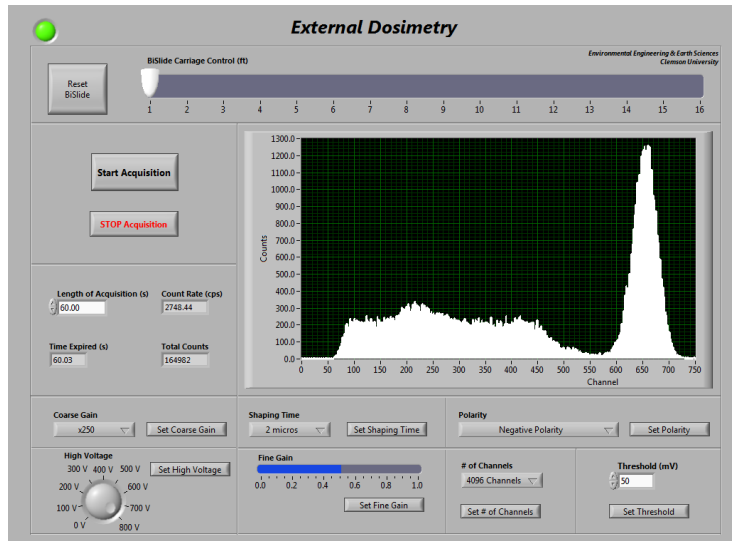 External Dosimetry
Environmental Engineering & Earth Sciences
Clemson University
Reset
BiSlide
BiSlide Carriage Control (ft)
1 2 3 4 5 6 7 8 9 10 11 12 13 14 15 16
Start Acquisition
STOP Acquisition
Length of Acquisition (s)
60.00
Count Rate (cps)
2748.44
Time Expired (s)
60.03
Total Counts
164982
Counts
1300.0
1200.0
1100.0
1000.0
900.0
800.0
700.0
600.0
500.0
400.0
300.0
200.0
100.0
0.0
0 50 100 150 200 250 300 350 400 450 500 550 600 650 700 750
Channel
Coarse Gain
x250
Set Coarse Gain
Shaping Time
2 micros
Set Shaping Time
Polarity
Negative Polarity
Set Polarity
High Voltage
300 V 400 V 500 V
200 V 600 V
100 V 700 V
0 V 800 V
Set High Voltage
Fine Gain
0.0 0.2 0.4 0.6 0.8 1.0
Set Fine Gain
# of Channels
4096 Channels
Set # of Channels
Threshold (mV)
50
Set Threshold